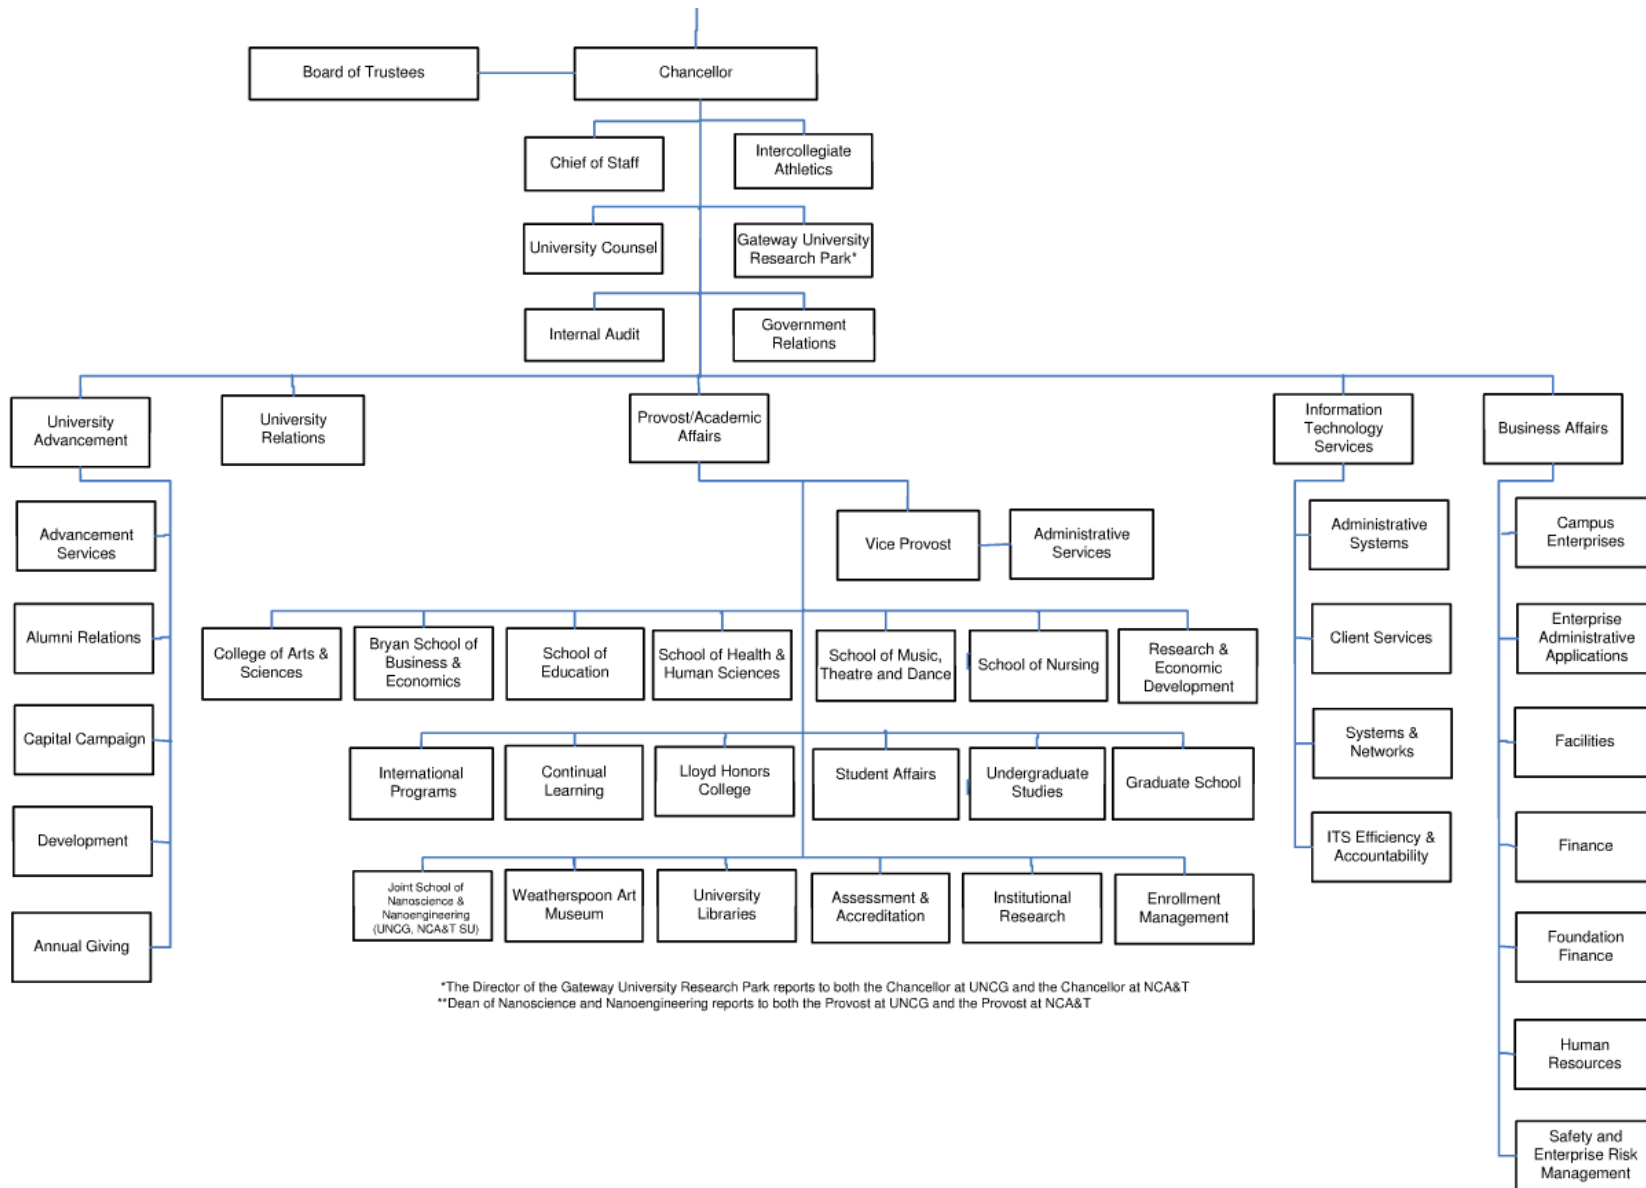 Board of Trustees
Chancellor
Chief of Staff
Intercollegiate
Athletics
University Counsel
Gateway University
Research Park*
Internal Audit
Government
Relations
University
Advancement
University
Relations
Provost/Academic
Affairs
Information
Technology
Services
Business Affairs
Advancement
Services
Alumni Relations
Capital Campaign
Development
Annual Giving
Vice Provost
Administrative
Services
College of Arts &
Sciences
Bryan School of
Business &
Economics
School of
Education
School of Health &
Human Sciences
School of Music,
Theatre and Dance
School of Nursing
Research &
Economic
Development
International
Programs
Continual
Learning
Lloyd Honors
College
Student Affairs
Undergraduate
Studies
Graduate School
Joint School of
Nanoscience &
Nanoengineering
(UNCG, NCA&T SU)
Weatherspoon Art
Museum
University
Libraries
Assessment &
Accreditation
Institutional
Research
Enrollment
Management
Administrative
Systems
Client Services
Systems &
Networks
ITS Efficiency &
Accountability
Campus
Enterprises
Enterprise
Administrative
Applications
Facilities
Finance
Foundation
Finance
Human
Resources
Safety and
Enterprise Risk
Management
*The Director of the Gateway University Research Park reports to both the Chancellor at UNCG and the Chancellor at NCA&T
**Dean of Nanoscience and Nanoengineering reports to both the Provost at UNCG and the Provost at NCA&T